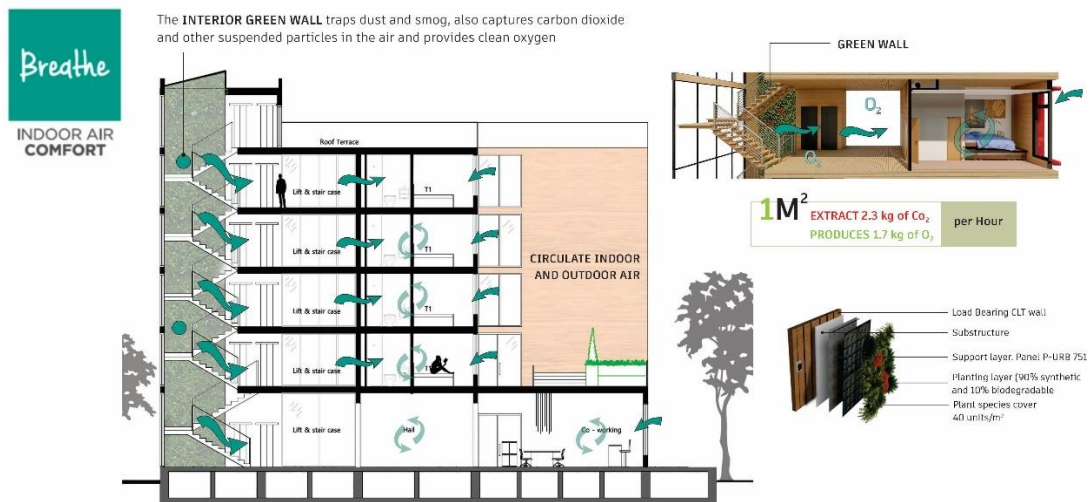 Breathe
INDOOR AIR
COMFORT
The INTERIOR GREEN WALL traps dust and smog, also captures carbon dioxide
and other suspended particles in the air and provides clean oxygen
Roof Terrace
Lift & stair case
T1
Lift & stair case
T1
Lift & stair case
T1
Lift & stair case
T1
Lift & stair case
Hall
Co - working
CIRCULATE INDOOR
AND OUTDOOR AIR
GREEN WALL
O₂
O₂
1M²
EXTRACT 2.3 kg of Co₂
PRODUCES 1.7 kg of O₂
per Hour
Load Bearing CLT wall
Substructure
Support layer. Panel P-URB 751
Planting layer (90% synthetic
and 10% biodegradable
Plant species cover
40 units/m²